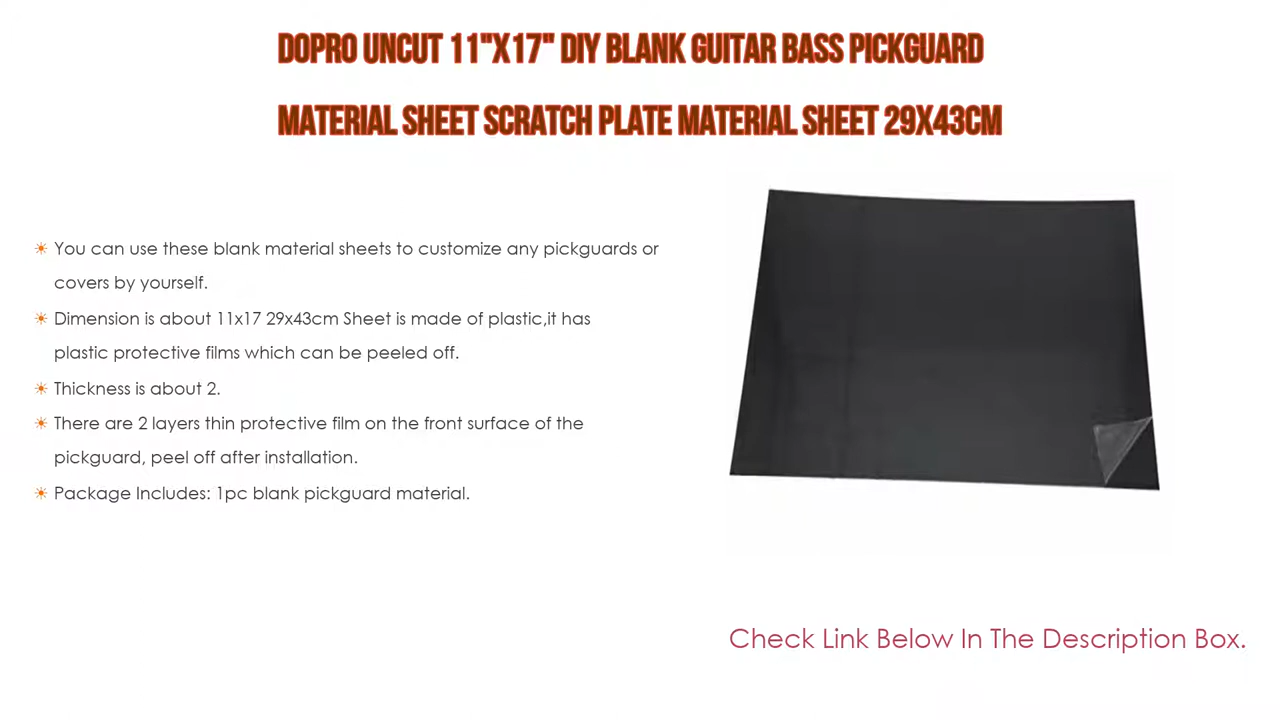 DOPRO UNCUT 11"X17" DIY BLANK GUITAR BASS PICKGUARD
MATERIAL SHEET SCRATCH PLATE MATERIAL SHEET 29X43CM
You can use these blank material sheets to customize any pickguards or
covers by yourself.
Dimension is about 11x17 29x43cm Sheet is made of plastic,it has
plastic protective films which can be peeled off.
Thickness is about 2.
There are 2 layers thin protective film on the front surface of the
pickguard, peel off after installation.
Package Includes: 1pc blank pickguard material.
Check Link Below In The Description Box.